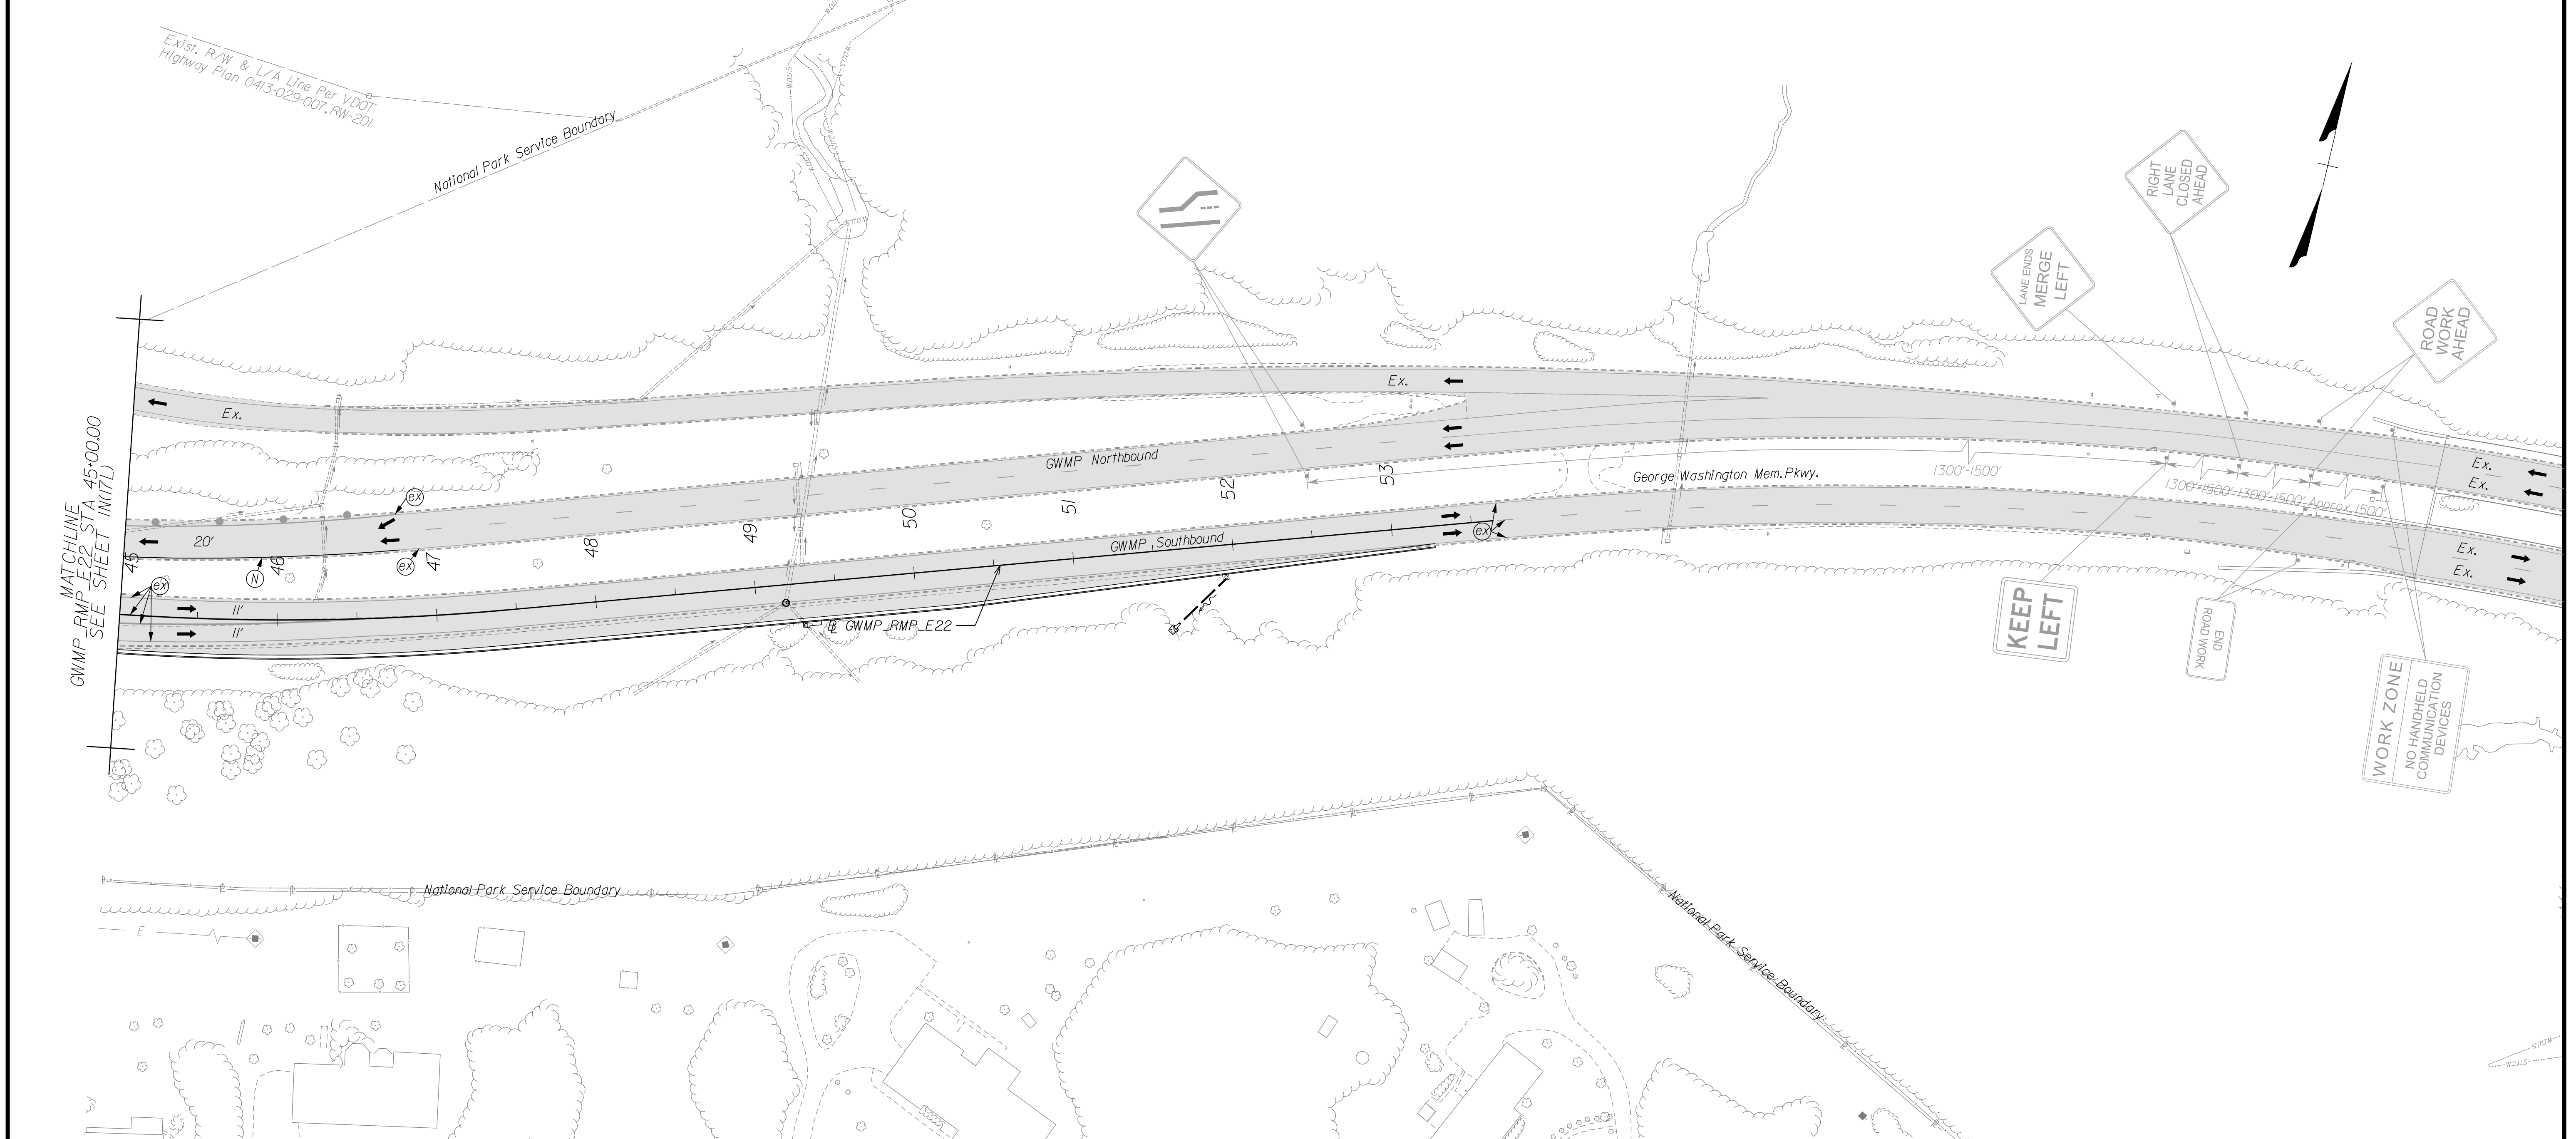 Exist. R/W & L/A Line Per VDOT
Highway Plan 0413-029-007, RW-201
National Park Service Boundary
MATCHLINE
GWMP_RMP_E22 STA 45+00.00
SEE SHEET 1N(17L)
RIGHT
LANE
CLOSED
AHEAD
LANE ENDS
MERGE
LEFT
ROAD
WORK
AHEAD
Ex.
Ex.
GWMP Northbound
George Washington Mem.Pkwy.
1300'-1500'
1300'-1500'
1300'-1500'
Approx. 1500'
Ex.
Ex.
Ex.
Ex.
20'
ex
ex
N
ex
ex
11'
11'
45
46
47
48
49
50
51
52
53
GWMP Southbound
BL GWMP_RMP_E22
KEEP
LEFT
END
ROAD WORK
WORK ZONE
NO HANDHELD
COMMUNICATION
DEVICES
National Park Service Boundary
National Park Service Boundary
E